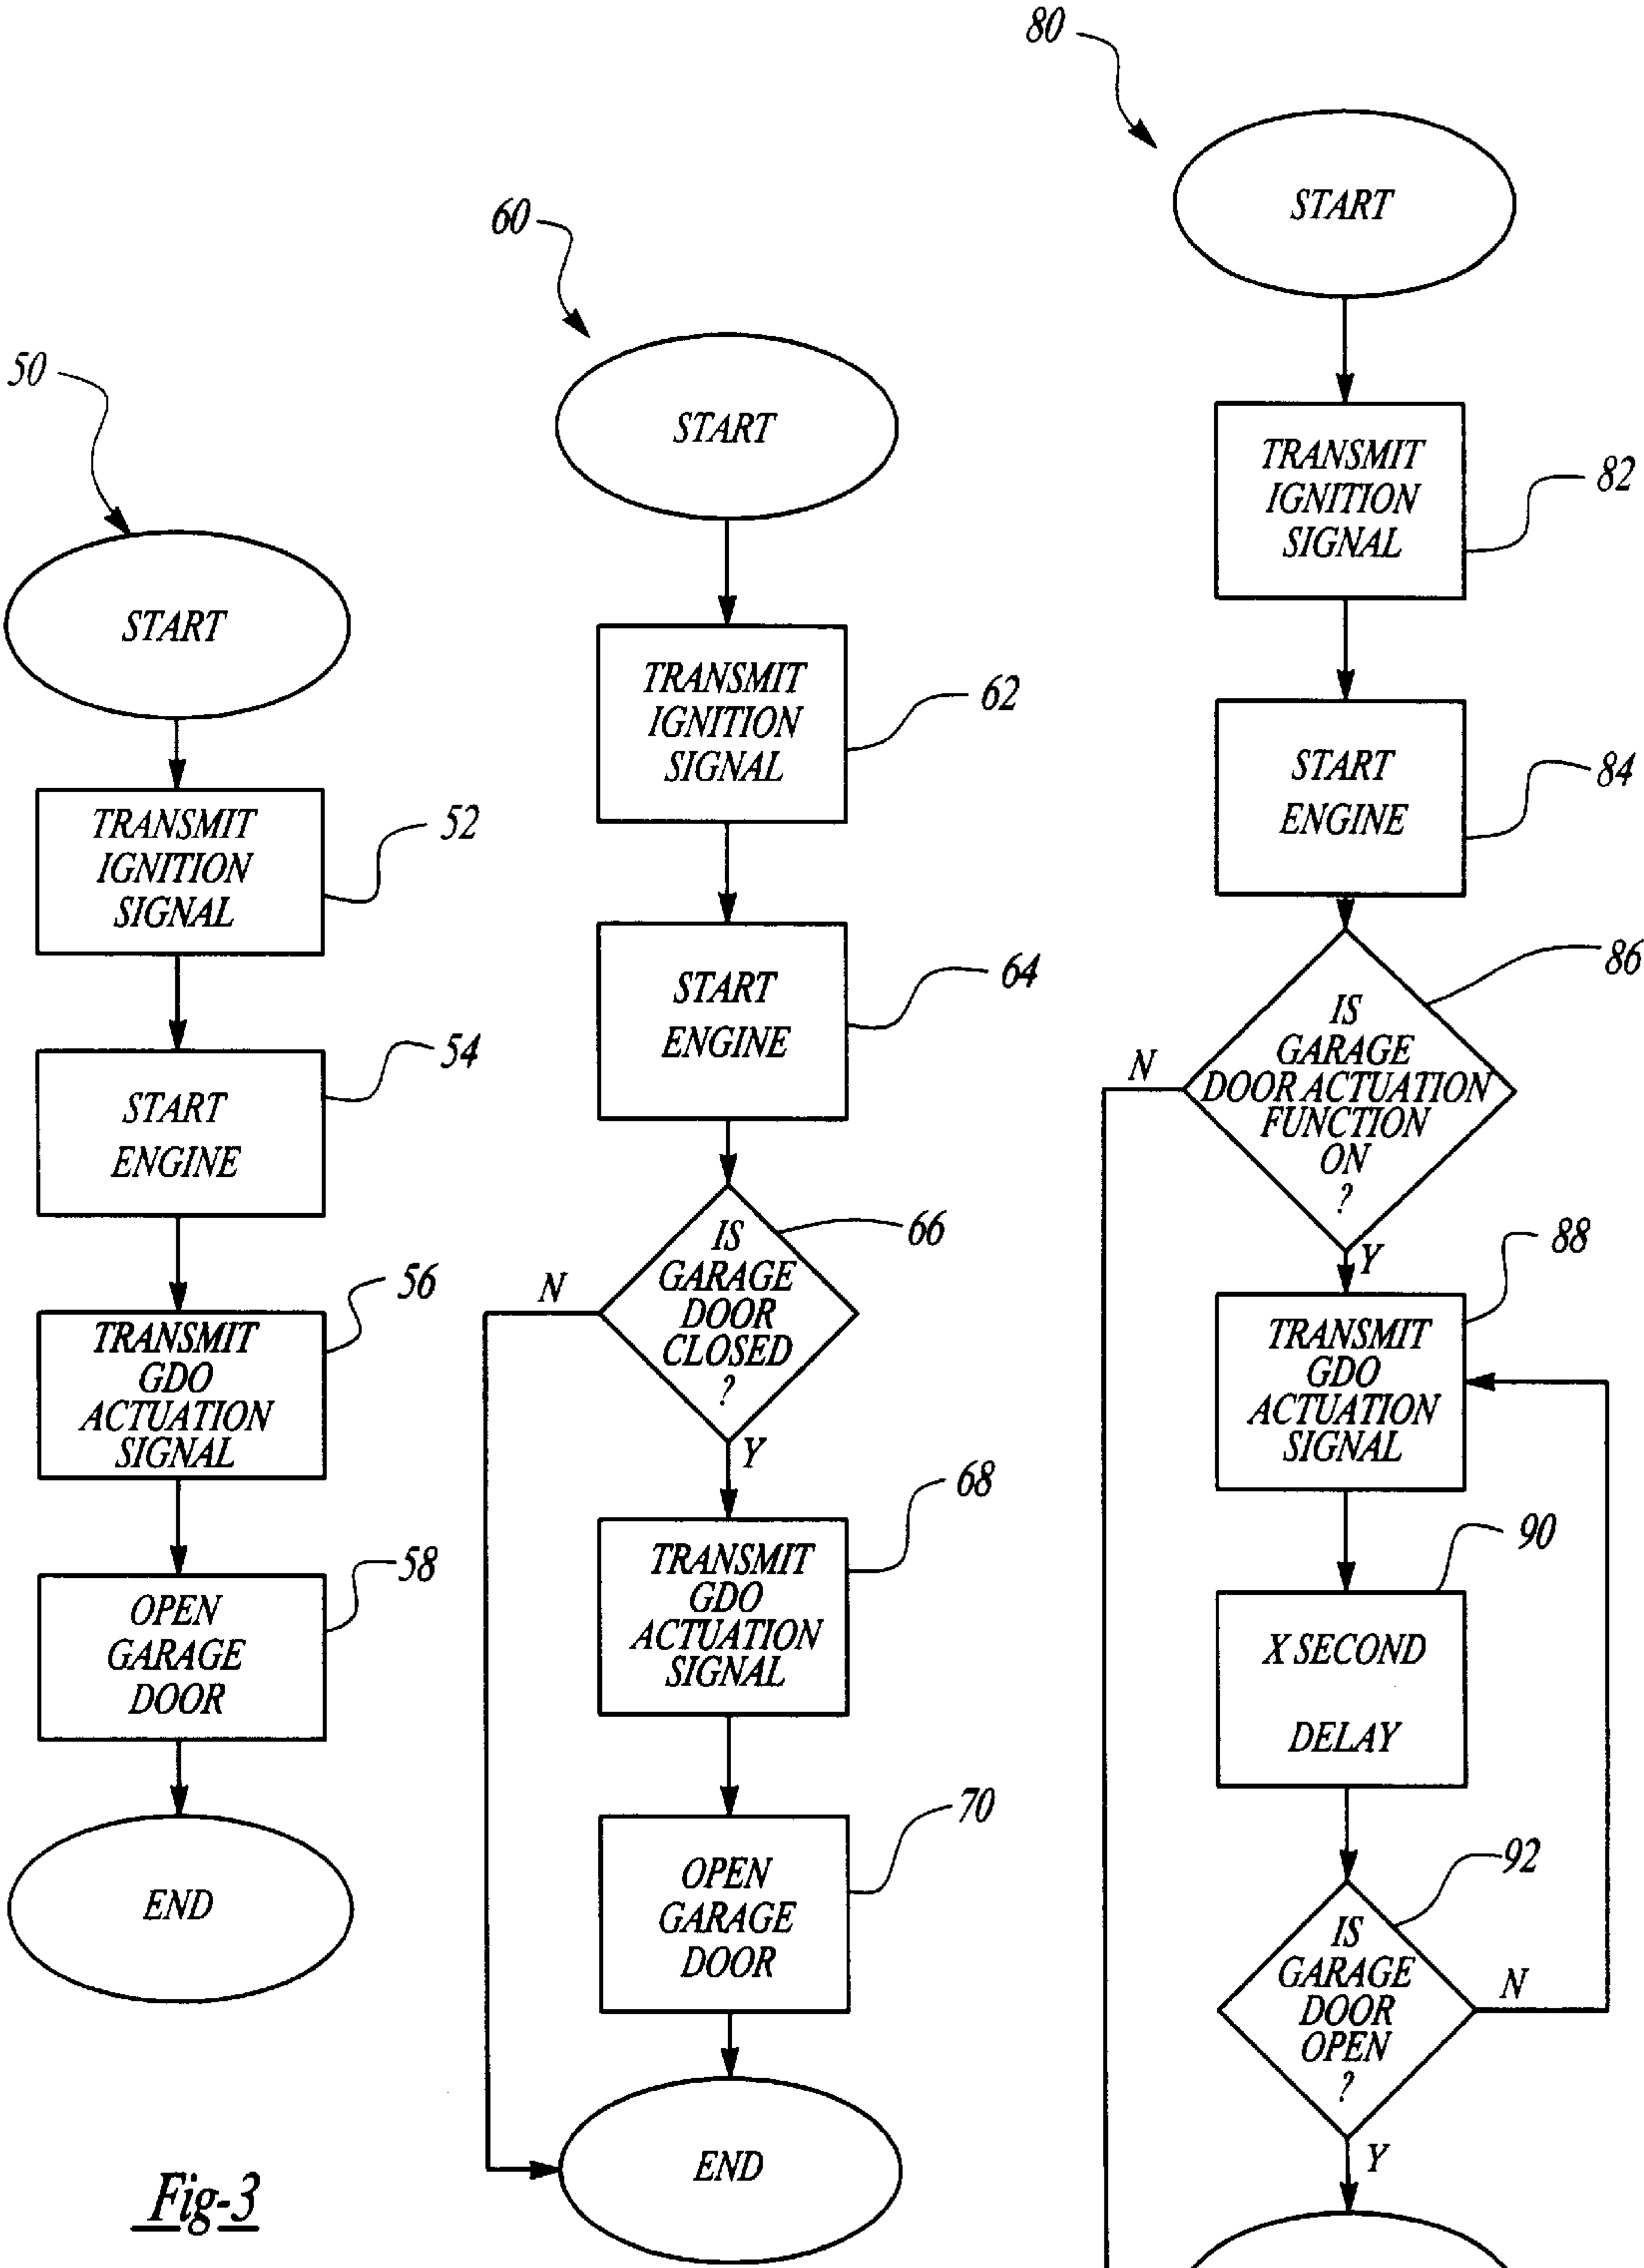 50
START
TRANSMIT
IGNITION
SIGNAL
52
START
ENGINE
54
TRANSMIT
GDO
ACTUATION
SIGNAL
56
OPEN
GARAGE
DOOR
58
END
Fig-3
60
START
TRANSMIT
IGNITION
SIGNAL
62
START
ENGINE
64
IS
GARAGE
DOOR
CLOSED
?
66
N
Y
TRANSMIT
GDO
ACTUATION
SIGNAL
68
OPEN
GARAGE
DOOR
70
END
80
START
TRANSMIT
IGNITION
SIGNAL
82
START
ENGINE
84
IS
GARAGE
DOOR ACTUATION
FUNCTION
ON
?
86
N
Y
TRANSMIT
GDO
ACTUATION
SIGNAL
88
X SECOND
DELAY
90
IS
GARAGE
DOOR
OPEN
?
92
N
Y